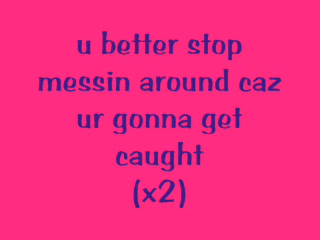 u better stop
messin around caz
ur gonna get
caught
(x2)